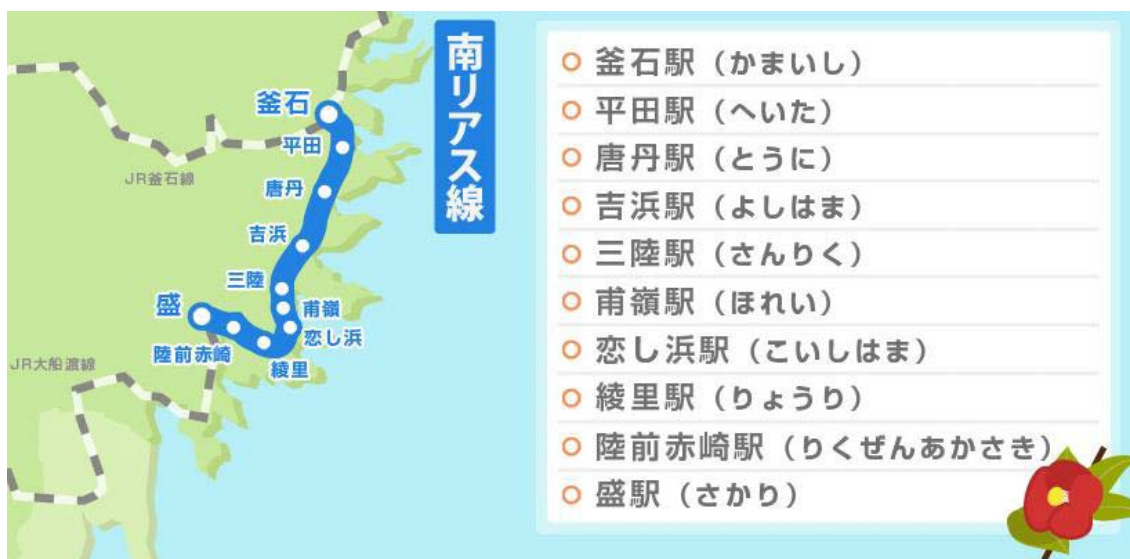 南リアス線
釜石
平田
唐丹
吉浜
三陸
甫嶺
恋し浜
綾里
陸前赤崎
盛
JR釜石線
JR大船渡線
釜石駅（かまいし）
平田駅（へいた）
唐丹駅（とうに）
吉浜駅（よしはま）
三陸駅（さんりく）
甫嶺駅（ほれい）
恋し浜駅（こいしはま）
綾里駅（りょうり）
陸前赤崎駅（りくぜんあかさき）
盛駅（さかり）